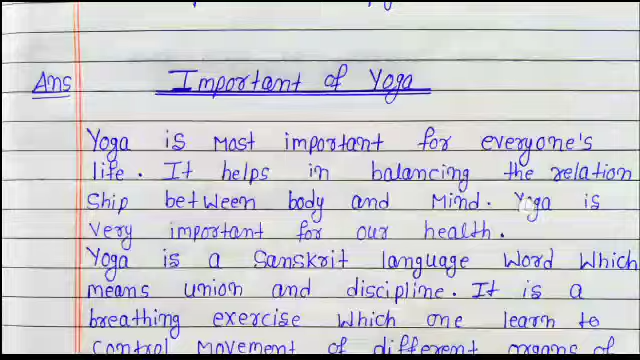 Ans Important of Yoga
Yoga is most important for everyone's
life. It helps in balancing the relation
ship between body and Mind. Yoga is
very important for our health.
Yoga is a Sanskrit language word which
means union and discipline. It is a
breathing exercise which one learn to
control movement of different organs of